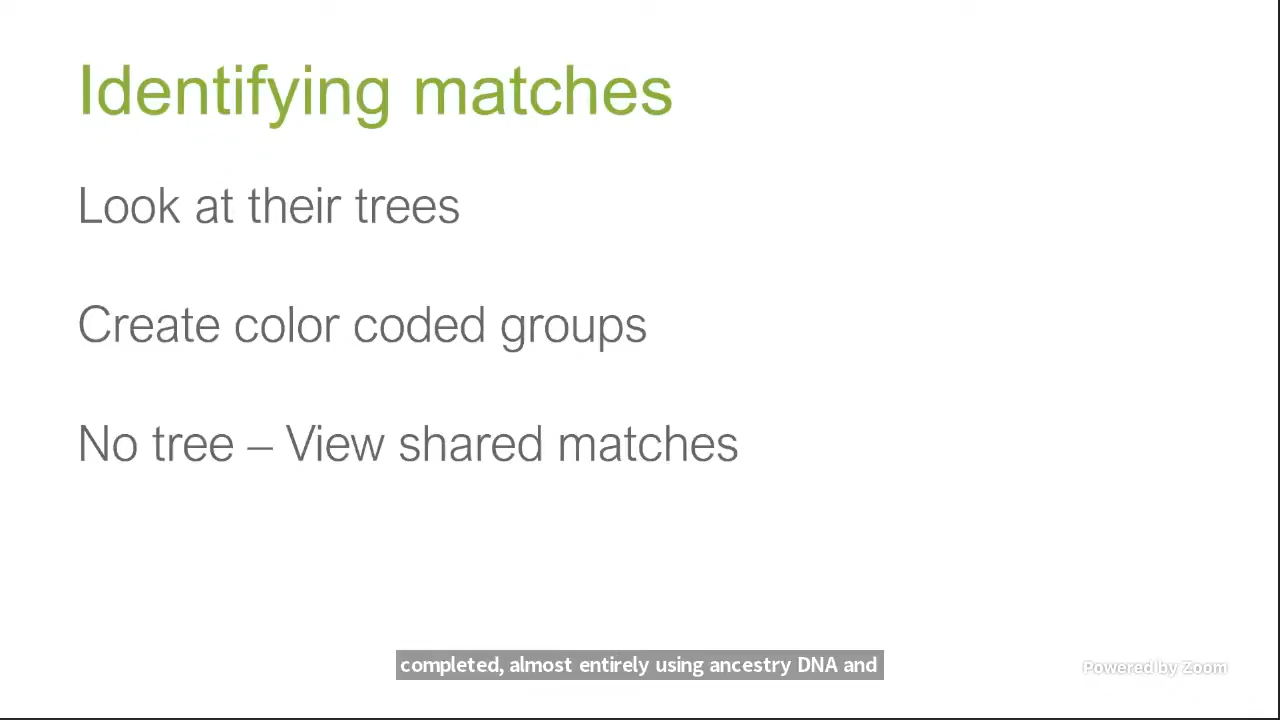 Identifying matches
Look at their trees
Create color coded groups
No tree – View shared matches
completed, almost entirely using ancestry DNA and
Powered by Zoom